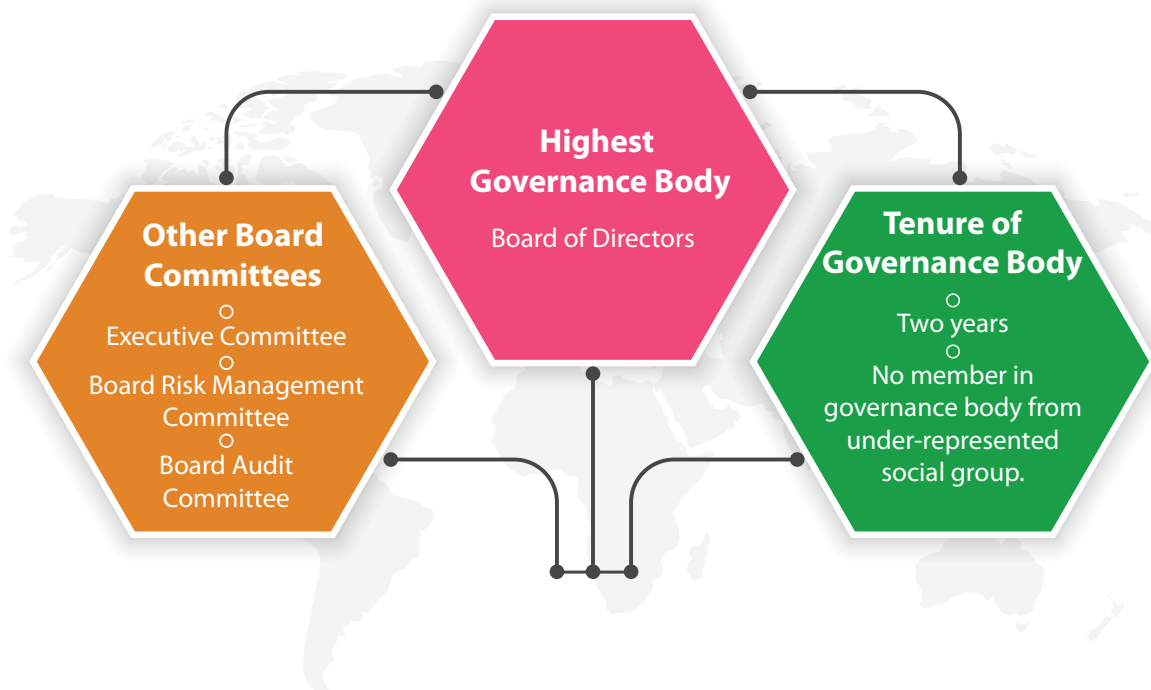 Highest
Governance Body
Board of Directors
Other Board
Committees
Executive Committee
Board Risk Management
Committee
Board Audit
Committee
Tenure of
Governance Body
Two years
No member in
governance body from
under-represented
social group.